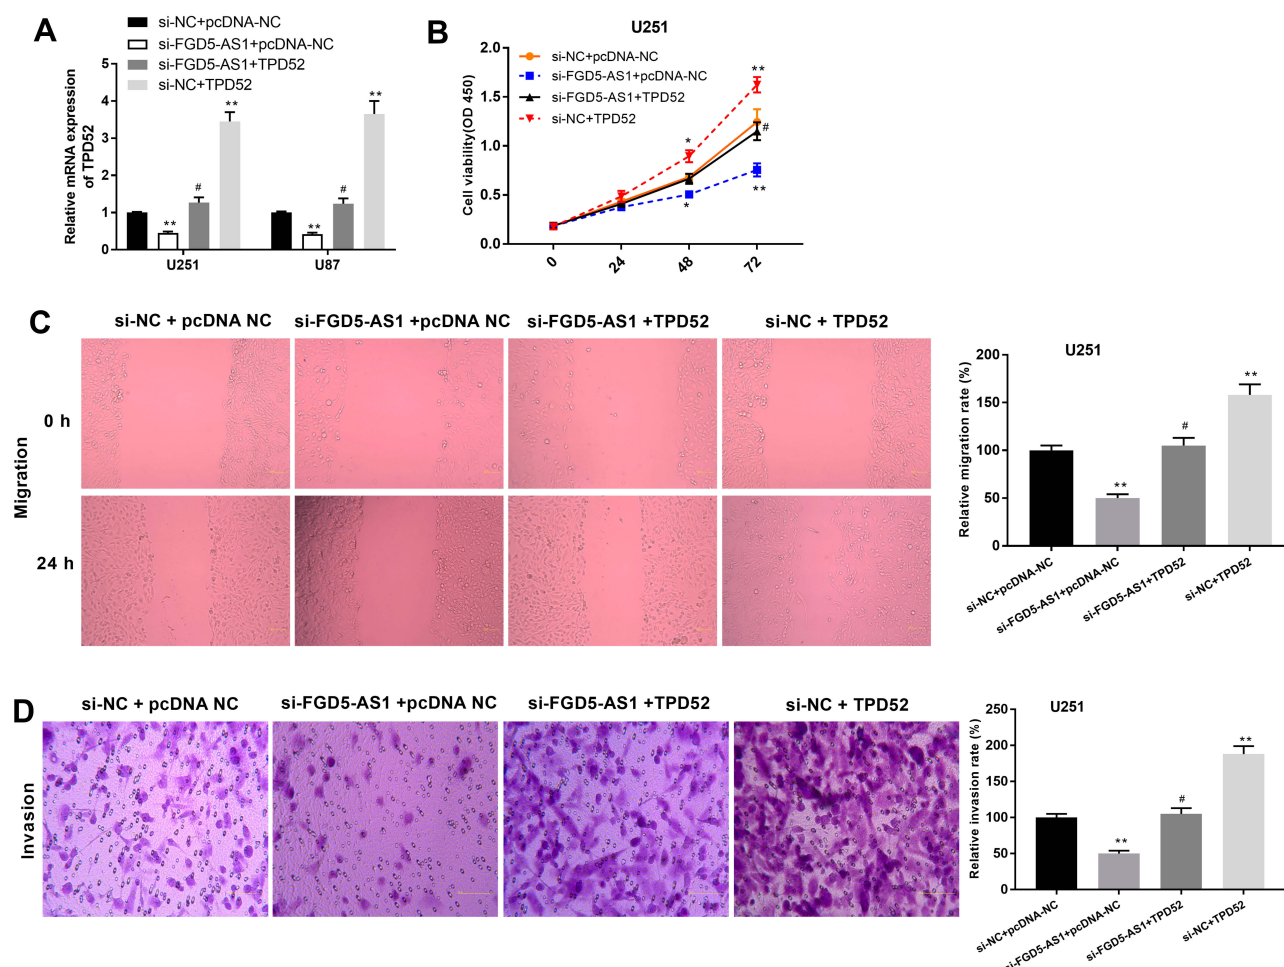 A
si-NC+pcDNA-NC
si-FGD5-AS1+pcDNA-NC
si-FGD5-AS1+TPD52
si-NC+TPD52
Relative mRNA expression
of TPD52
5
4
3
2
1
0
**
#
**
**
#
**
U251
U87
B
U251
si-NC+pcDNA-NC
si-FGD5-AS1+pcDNA-NC
si-FGD5-AS1+TPD52
si-NC+TPD52
Cell viability(OD 450)
2.0
1.5
1.0
0.5
0.0
*
*
**
#
**
0
24
48
72
C
si-NC + pcDNA NC
si-FGD5-AS1 +pcDNA NC
si-FGD5-AS1 +TPD52
si-NC + TPD52
Migration
0 h
24 h
U251
Relative migration rate (%)
200
150
100
50
0
**
#
**
si-NC+pcDNA-NC
si-FGD5-AS1+pcDNA-NC
si-FGD5-AS1+TPD52
si-NC+TPD52
D
si-NC + pcDNA NC
si-FGD5-AS1 +pcDNA NC
si-FGD5-AS1 +TPD52
si-NC + TPD52
Invasion
U251
Relative invasion rate (%)
250
200
150
100
50
0
**
#
**
si-NC+pcDNA-NC
si-FGD5-AS1+pcDNA-NC
si-FGD5-AS1+TPD52
si-NC+TPD52